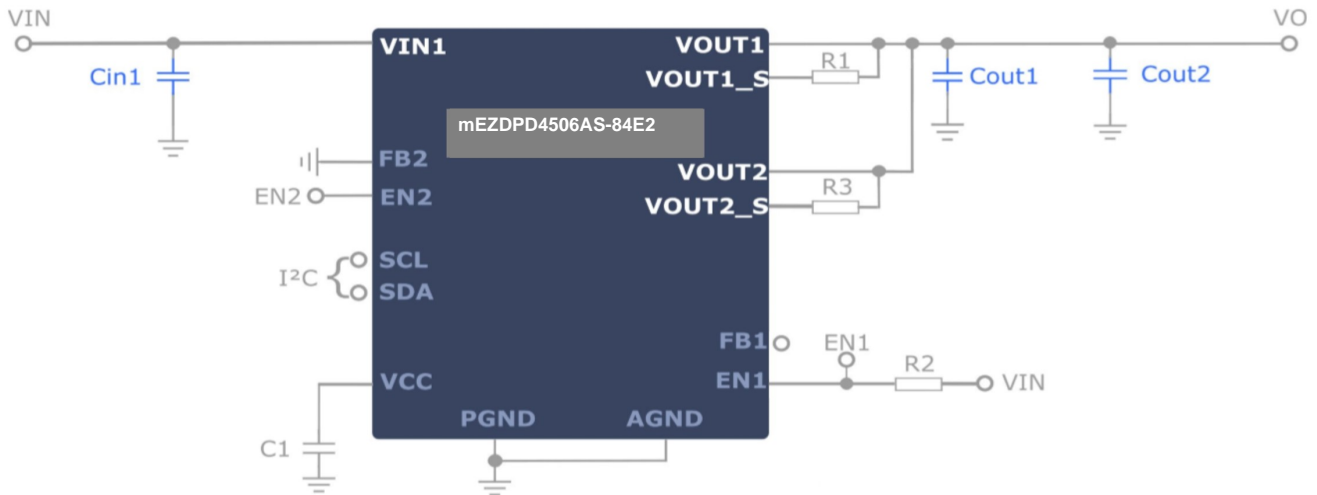 VIN
VO
VIN1
VOUT1
R1
Cin1
VOUT1_S
Cout1
Cout2
mEZDPD4506AS-84E2
FB2
VOUT2
R3
EN2
EN2
VOUT2_S
SCL
I²C
SDA
FB1
EN1
R2
VCC
EN1
VIN
PGND
AGND
C1